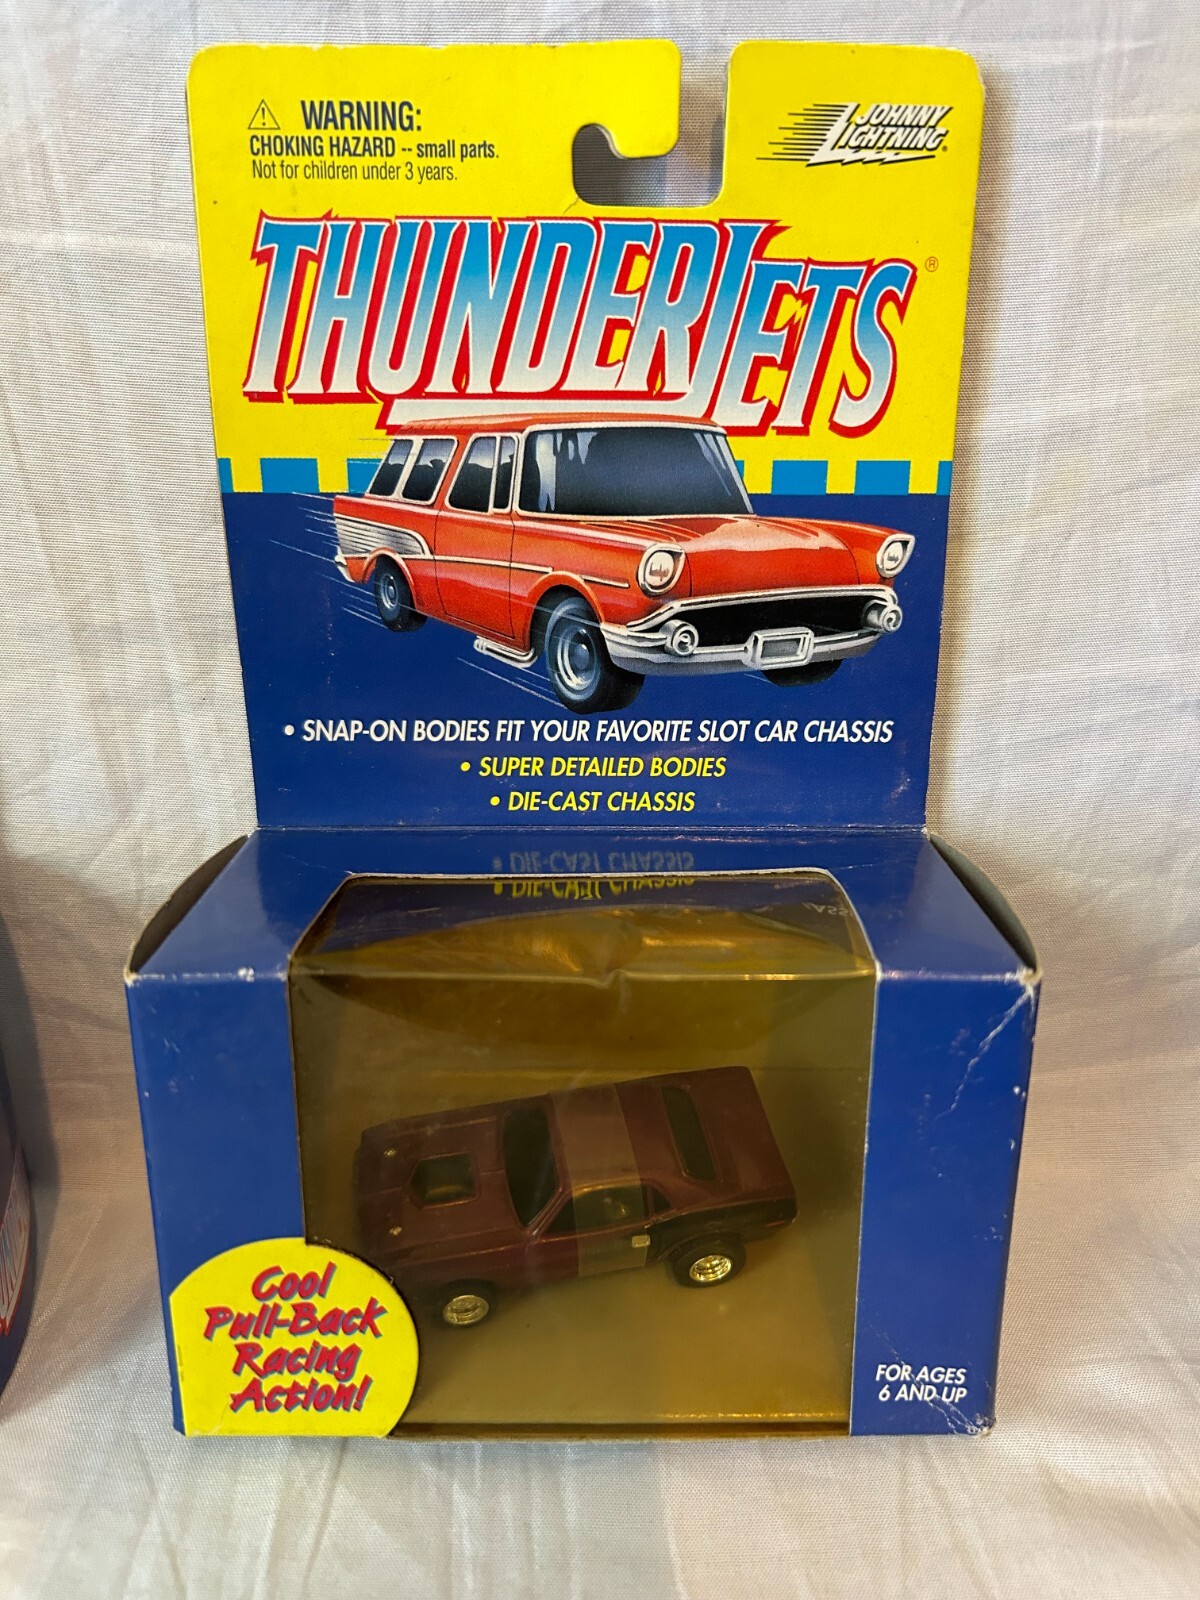 WARNING:
CHOKING HAZARD -- small parts.
Not for children under 3 years.
JOHNNY
LIGHTNING®
THUNDERJETS®
• SNAP-ON BODIES FIT YOUR FAVORITE SLOT CAR CHASSIS
• SUPER DETAILED BODIES
• DIE-CAST CHASSIS
Cool
Pull-Back
Racing
Action!
FOR AGES
6 AND UP